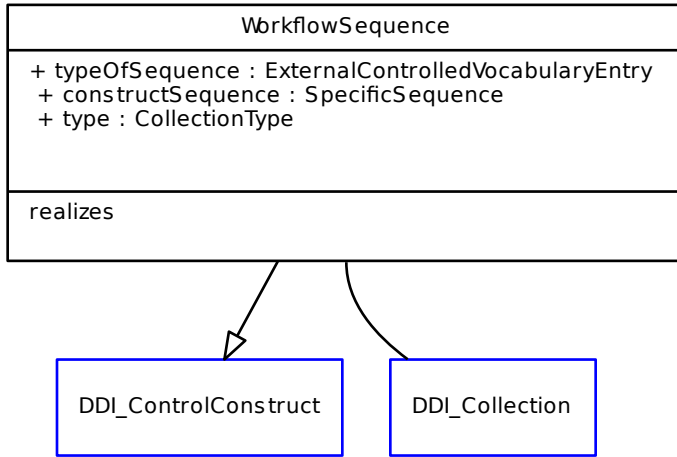 WorkflowSequence
+ typeOfSequence : ExternalControlledVocabularyEntry
+ constructSequence : SpecificSequence
+ type : CollectionType
realizes
DDI_ControlConstruct
DDI_Collection